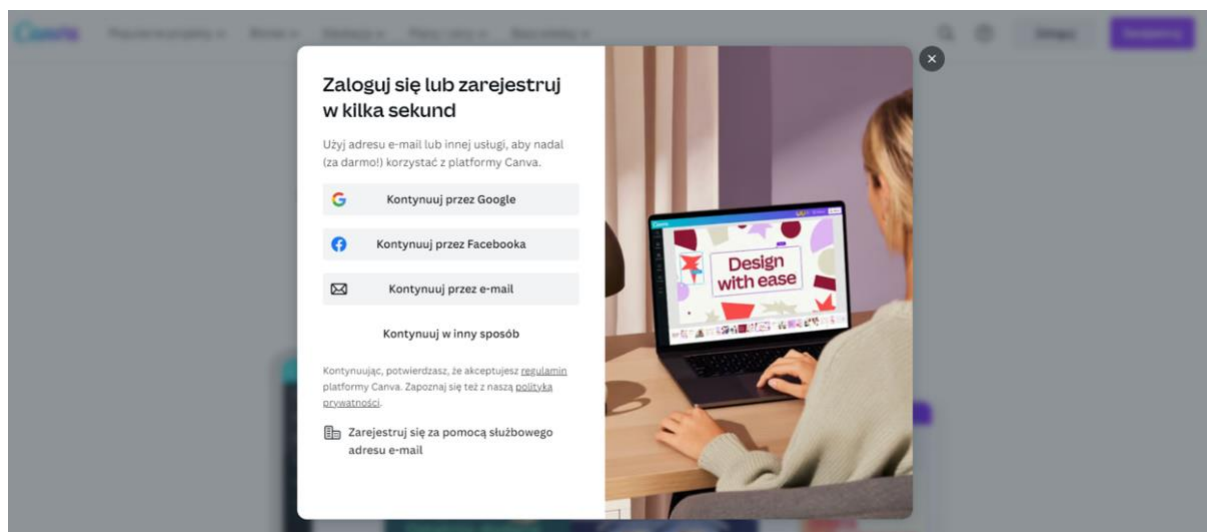 Canva
Zaloguj się lub zarejestruj
w kilka sekund
Użyj adresu e-mail lub innej usługi, aby nadal
(za darmo!) korzystać z platformy Canva.
Kontynuuj przez Google
Kontynuuj przez Facebooka
Kontynuuj przez e-mail
Kontynuuj w inny sposób
Kontynuując, potwierdzasz, że akceptujesz regulamin
platformy Canva. Zapoznaj się też z naszą polityką
prywatności.
Zarejestruj się za pomocą służbowego
adresu e-mail
Design
with ease